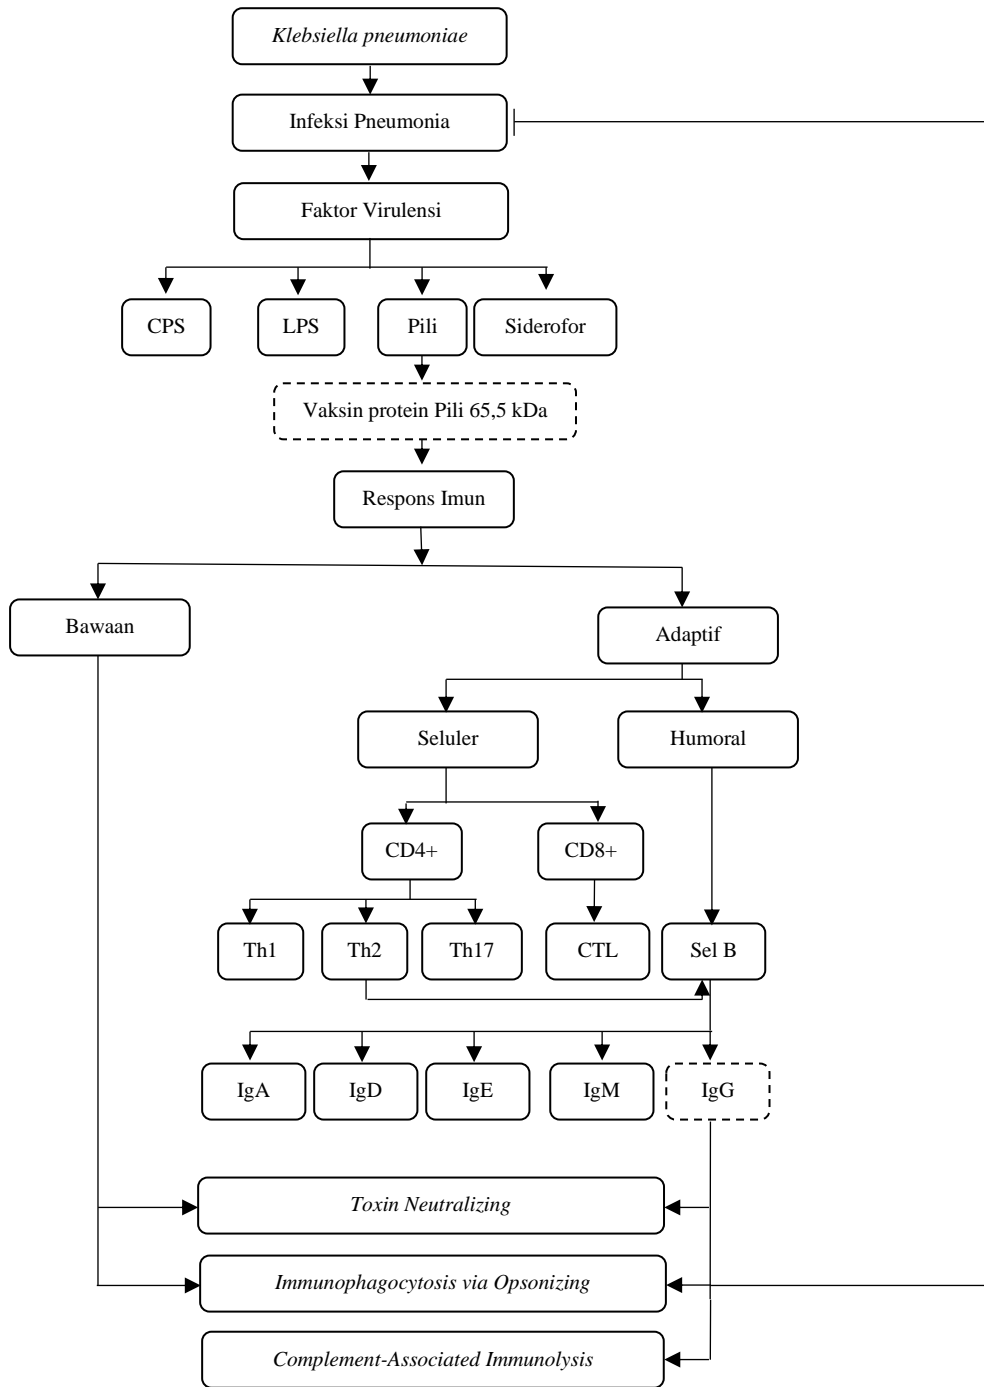 Klebsiella pneumoniae
Infeksi Pneumonia
Faktor Virulensi
CPS
LPS
Pili
Siderofor
Vaksin protein Pili 65,5 kDa
Respons Imun
Bawaan
Adaptif
Seluler
Humoral
CD4+
CD8+
Th1
Th2
Th17
CTL
Sel B
IgA
IgD
IgE
IgM
IgG
Toxin Neutralizing
Immunophagocytosis via Opsonizing
Complement-Associated Immunolysis